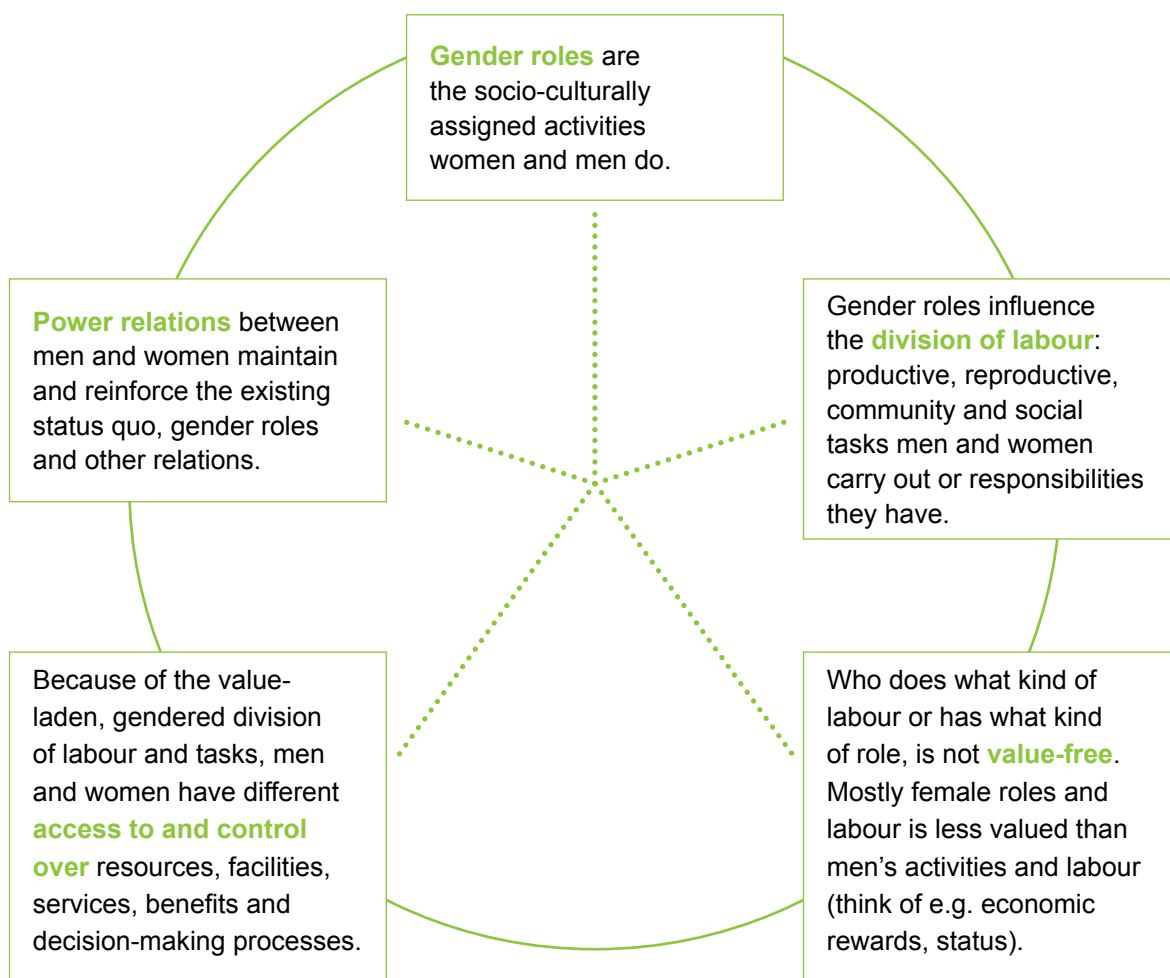 Gender roles are
the socio-culturally
assigned activities
women and men do.
Gender roles influence
the division of labour:
productive, reproductive,
community and social
tasks men and women
carry out or responsibilities
they have.
Who does what kind of
labour or has what kind
of role, is not value-free.
Mostly female roles and
labour is less valued than
men’s activities and labour
(think of e.g. economic
rewards, status).
Because of the value-
laden, gendered division
of labour and tasks, men
and women have different
access to and control
over resources, facilities,
services, benefits and
decision-making processes.
Power relations between
men and women maintain
and reinforce the existing
status quo, gender roles
and other relations.